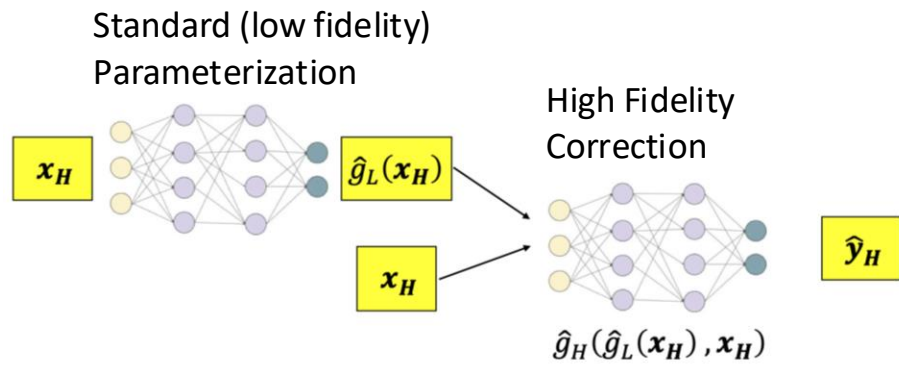 Standard (low fidelity)
Parameterization
High Fidelity
Correction
𝒙_H
ĝ_L(𝒙_H)
𝒙_H
ŷ_H
ĝ_H(ĝ_L(𝒙_H) , 𝒙_H)